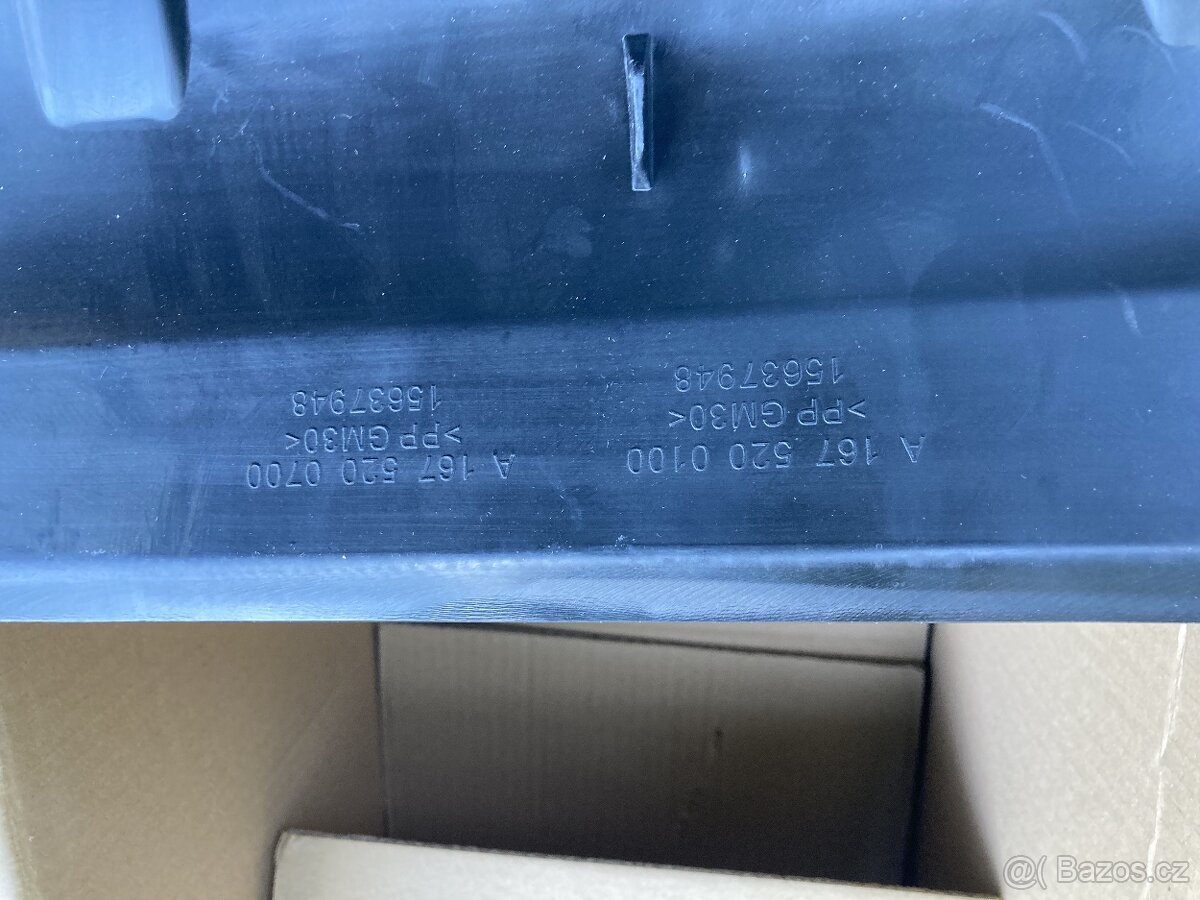 A 167 520 0100
>PP GM30<
15637948
A 167 520 0700
>PP GM30<
15637948
@( Bazos.cz